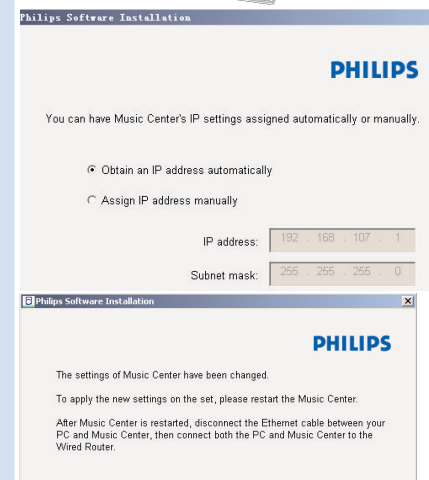 Philips Software Installation
PHILIPS
You can have Music Center's IP settings assigned automatically or manually.
Obtain an IP address automatically
Assign IP address manually
IP address: 192 . 168 . 107 . 1
Subnet mask: 255 . 255 . 255 . 0
Philips Software Installation
PHILIPS
The settings of Music Center have been changed.
To apply the new settings on the set, please restart the Music Center.
After Music Center is restarted, disconnect the Ethernet cable between your
PC and Music Center, then connect both the PC and Music Center to the
Wired Router.